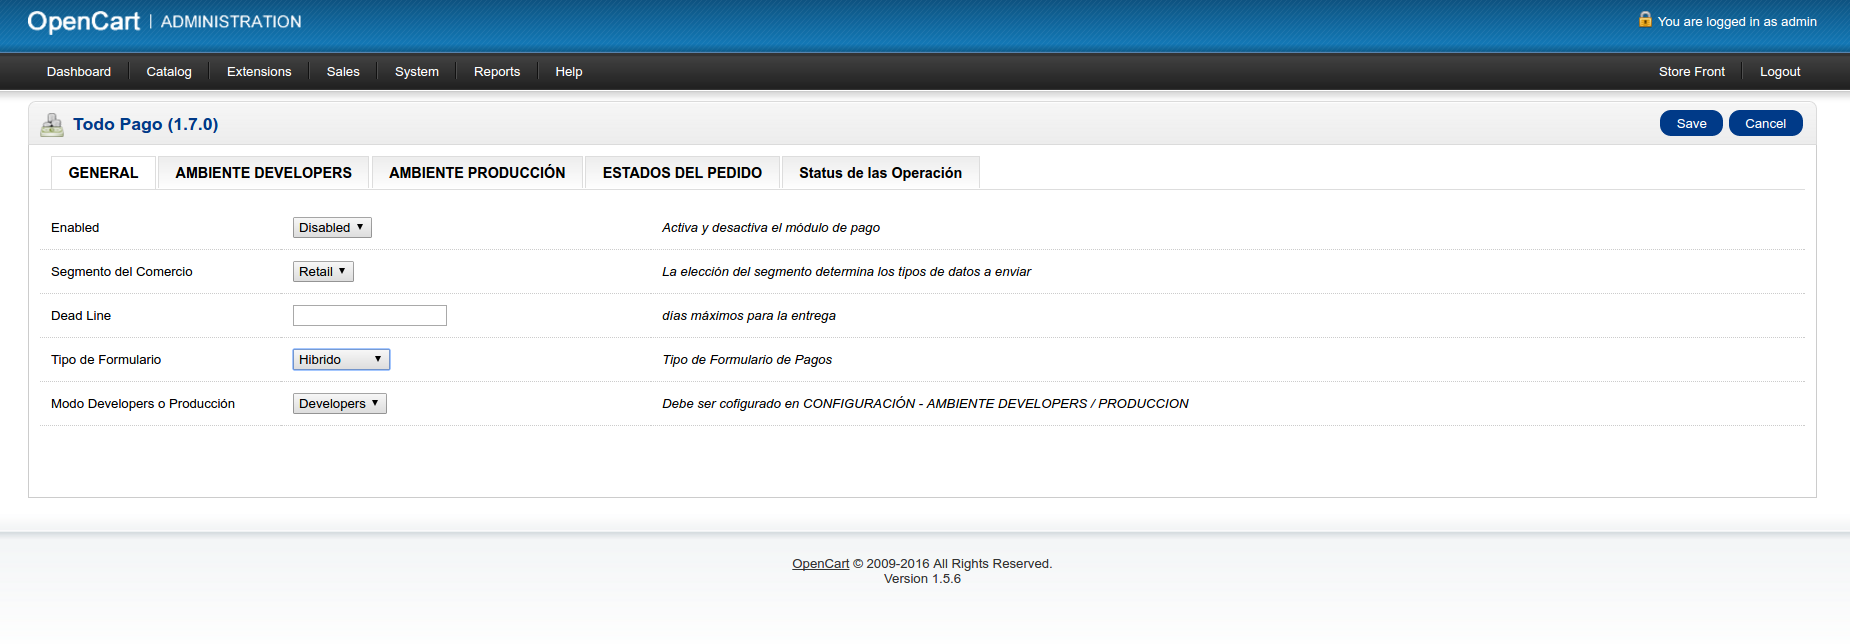 OpenCart | ADMINISTRATION You are logged in as admin
Dashboard Catalog Extensions Sales System Reports Help Store Front Logout
Todo Pago (1.7.0) Save Cancel
GENERAL AMBIENTE DEVELOPERS AMBIENTE PRODUCCIÓN ESTADOS DEL PEDIDO Status de las Operación
Enabled Disabled Activa y desactiva el módulo de pago
Segmento del Comercio Retail La elección del segmento determina los tipos de datos a enviar
Dead Line días máximos para la entrega
Tipo de Formulario Hibrido Tipo de Formulario de Pagos
Modo Developers o Producción Developers Debe ser cofigurado en CONFIGURACIÓN - AMBIENTE DEVELOPERS / PRODUCCION
OpenCart © 2009-2016 All Rights Reserved.
Version 1.5.6